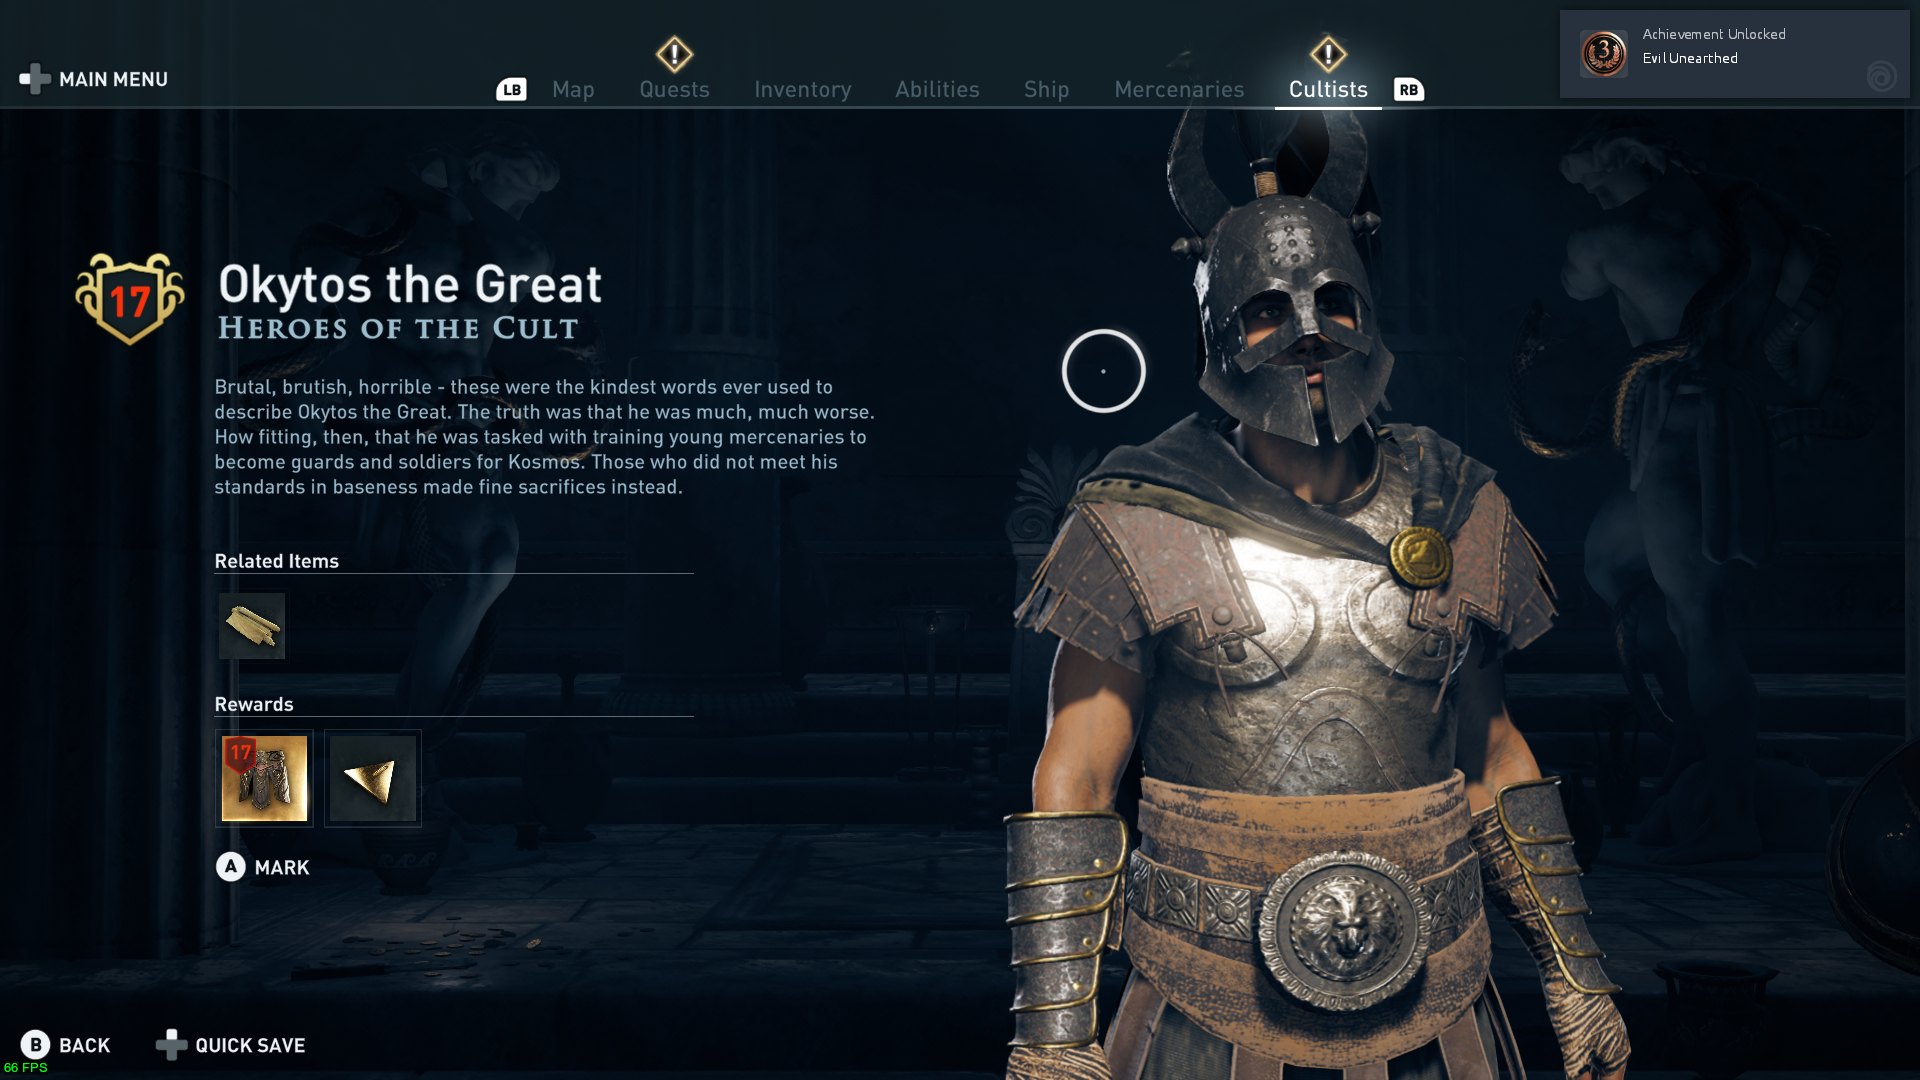 Achievement Unlocked
3
Evil Unearthed
MAIN MENU
! !
LB Map Quests Inventory Abilities Ship Mercenaries Cultists RB
17
Okytos the Great
HEROES OF THE CULT
Brutal, brutish, horrible - these were the kindest words ever used to
describe Okytos the Great. The truth was that he was much, much worse.
How fitting, then, that he was tasked with training young mercenaries to
become guards and soldiers for Kosmos. Those who did not meet his
standards in baseness made fine sacrifices instead.
Related Items
Rewards
17
A MARK
B BACK QUICK SAVE
66 FPS